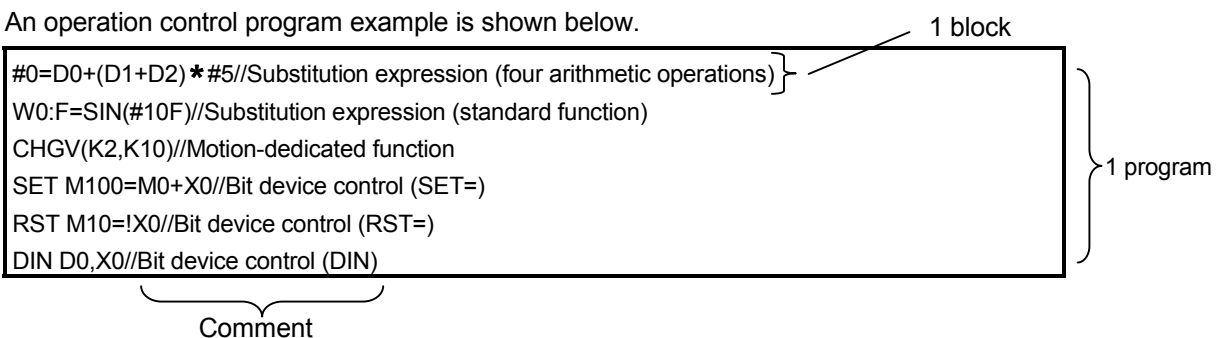 An operation control program example is shown below.
1 block
#0=D0+(D1+D2)*#5//Substitution expression (four arithmetic operations)
W0:F=SIN(#10F)//Substitution expression (standard function)
CHGV(K2,K10)//Motion-dedicated function
SET M100=M0+X0//Bit device control (SET=)
RST M10=!X0//Bit device control (RST=)
DIN D0,X0//Bit device control (DIN)
1 program
Comment